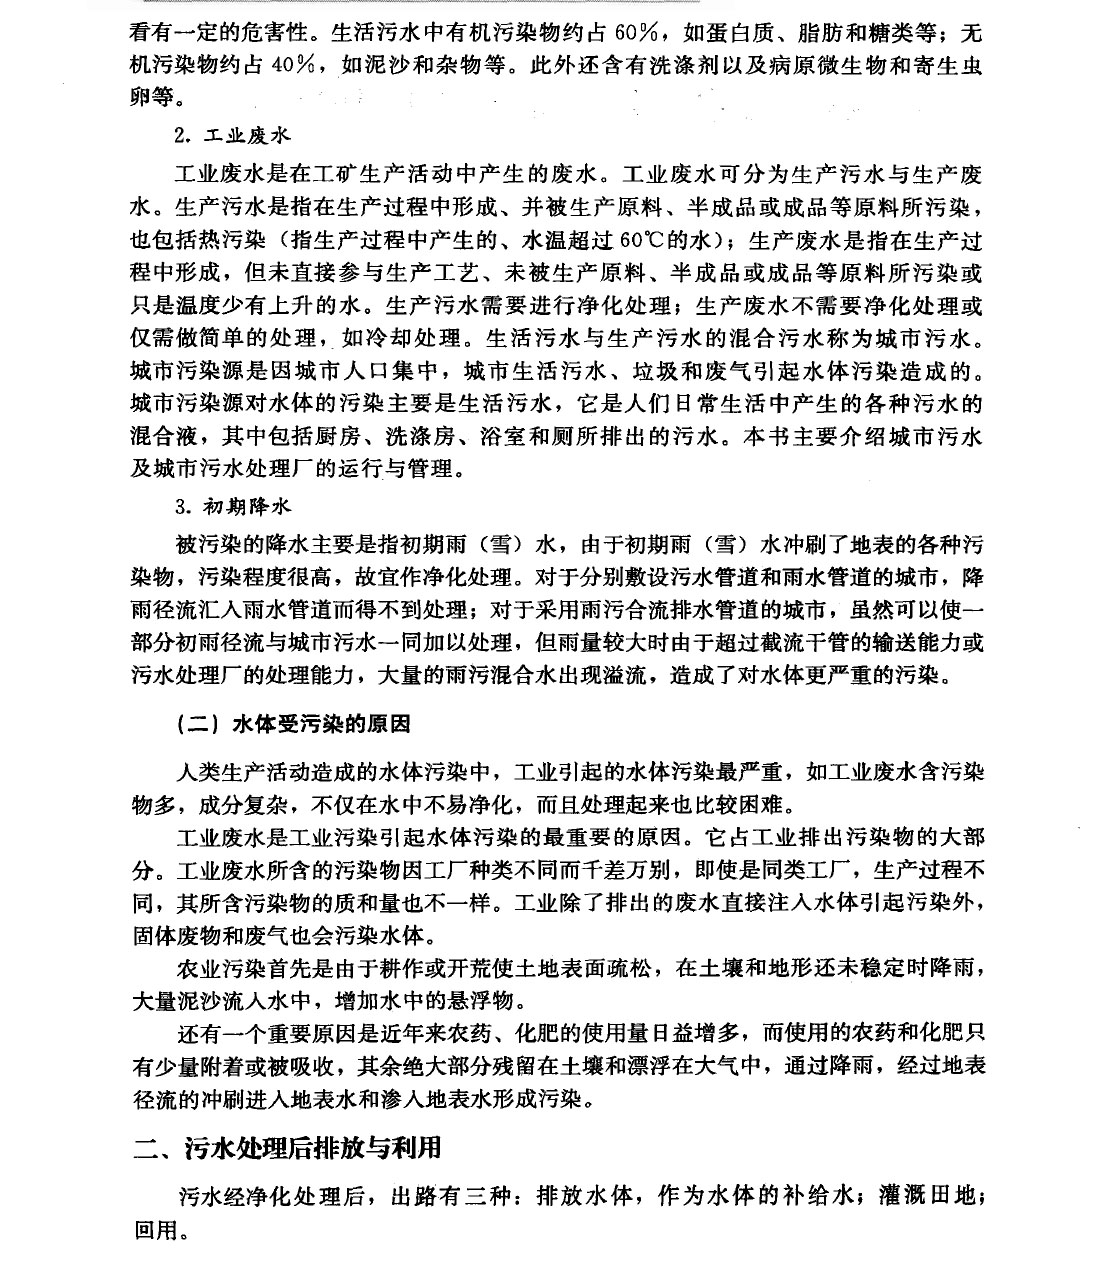 看有一定的危害性。生活污水中有机污染物约占 60%，如蛋白质、脂肪和糖类等；无
机污染物约占 40%，如泥沙和杂物等。此外还含有洗涤剂以及病原微生物和寄生虫
卵等。
2. 工业废水
工业废水是在工矿生产活动中产生的废水。工业废水可分为生产污水与生产废
水。生产污水是指在生产过程中形成、并被生产原料、半成品或成品等原料所污染，
也包括热污染（指生产过程中产生的、水温超过 60℃的水）；生产废水是指在生产过
程中形成，但未直接参与生产工艺、未被生产原料、半成品或成品等原料所污染或
只是温度少有上升的水。生产污水需要进行净化处理；生产废水不需要净化处理或
仅需做简单的处理，如冷却处理。生活污水与生产污水的混合污水称为城市污水。
城市污染源是因城市人口集中，城市生活污水、垃圾和废气引起水体污染造成的。
城市污染源对水体的污染主要是生活污水，它是人们日常生活中产生的各种污水的
混合液，其中包括厨房、洗涤房、浴室和厕所排出的污水。本书主要介绍城市污水
及城市污水处理厂的运行与管理。
3. 初期降水
被污染的降水主要是指初期雨（雪）水，由于初期雨（雪）水冲刷了地表的各种污
染物，污染程度很高，故宜作净化处理。对于分别敷设污水管道和雨水管道的城市，降
雨径流汇入雨水管道而得不到处理；对于采用雨污合流排水管道的城市，虽然可以使一
部分初雨径流与城市污水一同加以处理，但雨量较大时由于超过截流干管的输送能力或
污水处理厂的处理能力，大量的雨污混合水出现溢流，造成了对水体更严重的污染。
（二）水体受污染的原因
人类生产活动造成的水体污染中，工业引起的水体污染最严重，如工业废水含污染
物多，成分复杂，不仅在水中不易净化，而且处理起来也比较困难。
工业废水是工业污染引起水体污染的最重要的原因。它占工业排出污染物的大部
分。工业废水所含的污染物因工厂种类不同而千差万别，即使是同类工厂，生产过程不
同，其所含污染物的质和量也不一样。工业除了排出的废水直接注入水体引起污染外，
固体废物和废气也会污染水体。
农业污染首先是由于耕作或开荒使土地表面疏松，在土壤和地形还未稳定时降雨，
大量泥沙流入水中，增加水中的悬浮物。
还有一个重要原因是近年来农药、化肥的使用量日益增多，而使用的农药和化肥只
有少量附着或被吸收，其余绝大部分残留在土壤和漂浮在大气中，通过降雨，经过地表
径流的冲刷进入地表水和渗入地表水形成污染。
二、污水处理后排放与利用
污水经净化处理后，出路有三种：排放水体，作为水体的补给水；灌溉田地；
回用。